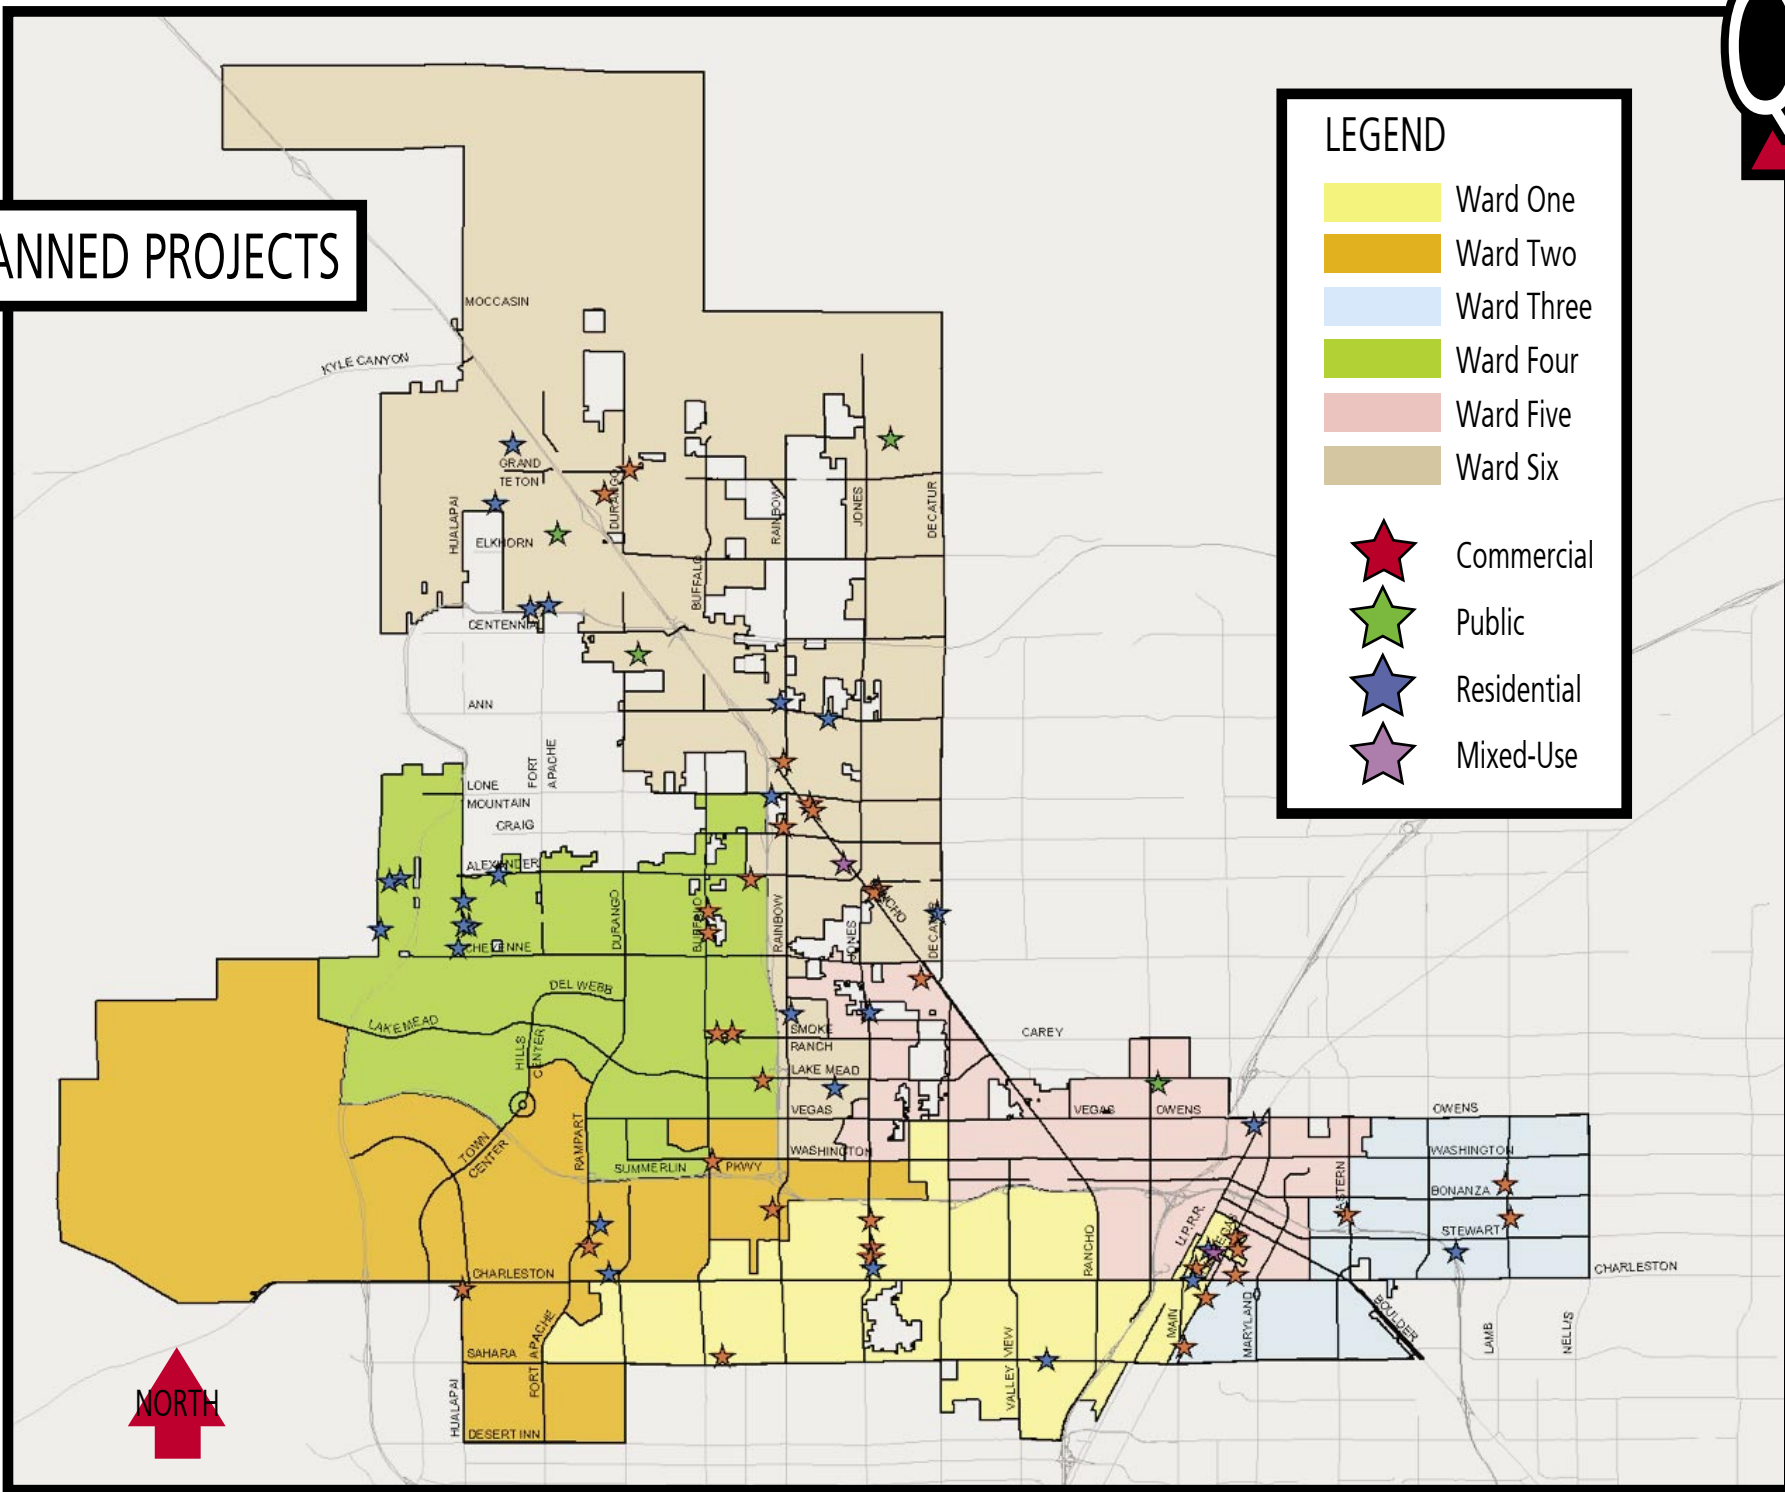 Q
LEGEND
Ward One
Ward Two
Ward Three
Ward Four
Ward Five
Ward Six
Commercial
Public
Residential
Mixed-Use
ANNED PROJECTS
MOCCASIN
KYLE CANYON
GRAND
TETON
HUALAPAI
DURANGO
ELKHORN
BUFFALO
RAINBOW
JONES
DECATUR
CENTENNIAL
ANN
FORT
APACHE
LONE
MOUNTAIN
CRAIG
ALEXANDER
DURANGO
BUFFALO
RAINBOW
JONES
DECATUR
CHEYENNE
DEL WEBB
LAKE MEAD
HILLS
CENTER
SMOKE
RANCH
CAREY
LAKE MEAD
VEGAS
VEGAS
OWENS
OWENS
TOWN
CENTER
RAMPART
SUMMERLIN
PKWY
WASHINGTON
WASHINGTON
EASTERN
BONANZA
U.P.R.R.
STEWART
RANCHO
CHARLESTON
CHARLESTON
MAIN
MARYLAND
BOULDER
LAMB
NELLIS
FORT APACHE
SAHARA
VALLEY VIEW
HUALAPAI
DESERT INN
NORTH